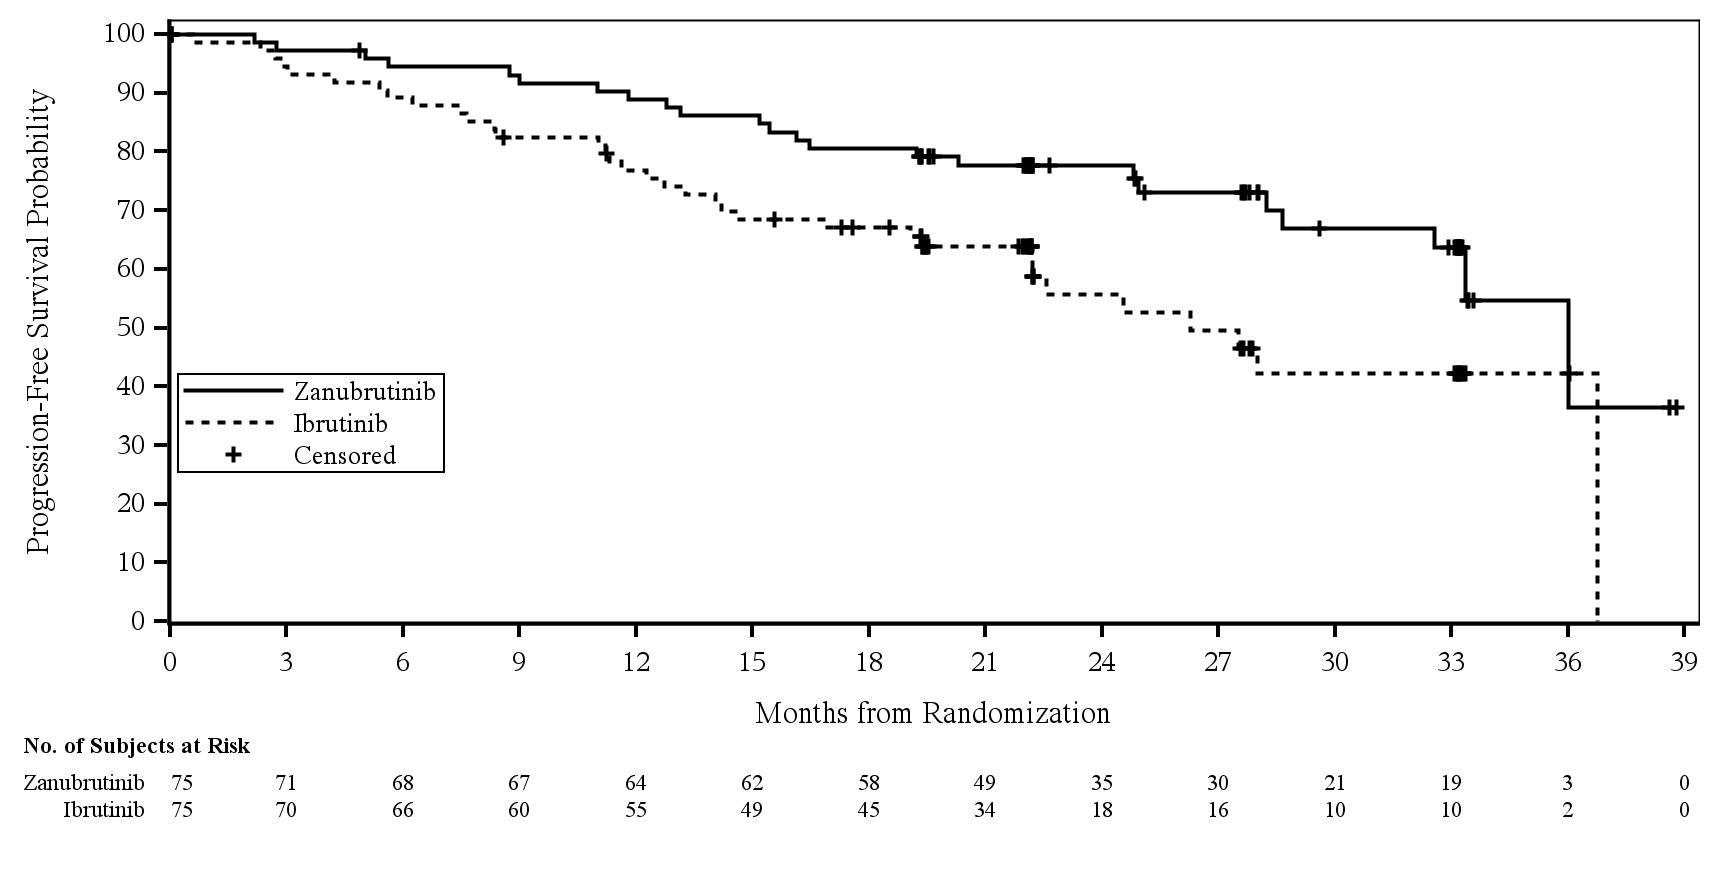 Progression-Free Survival Probability
100
90
80
70
60
50
40
30
20
10
0
Zanubrutinib
Ibrutinib
Censored
0 3 6 9 12 15 18 21 24 27 30 33 36 39
Months from Randomization
No. of Subjects at Risk
Zanubrutinib 75 71 68 67 64 62 58 49 35 30 21 19 3 0
Ibrutinib 75 70 66 60 55 49 45 34 18 16 10 10 2 0